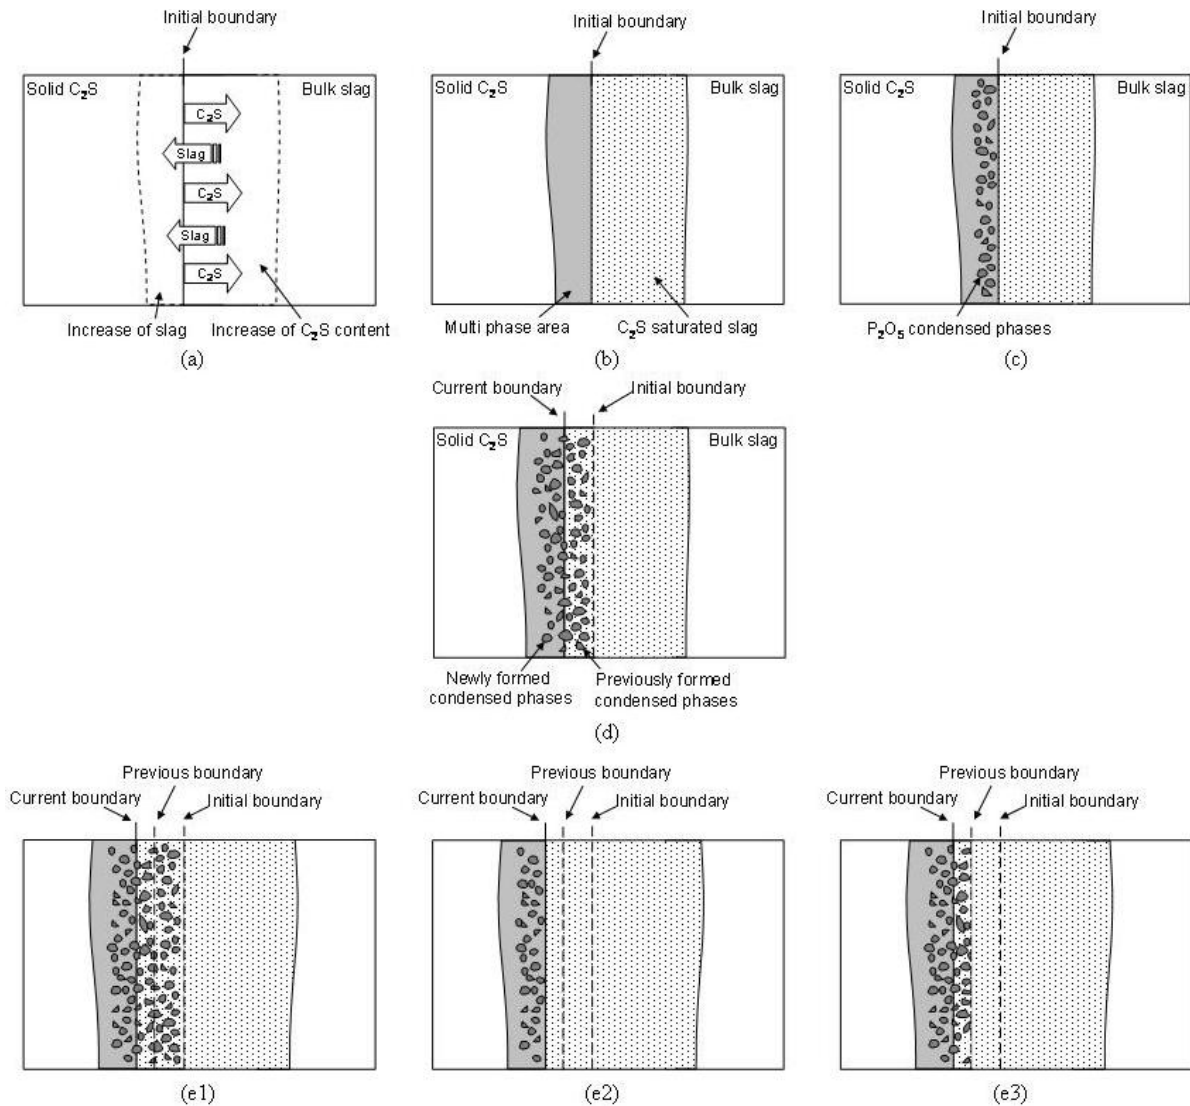 Initial boundary
Solid C₂S
Bulk slag
C₂S
Slag
C₂S
Slag
C₂S
Increase of slag
Increase of C₂S content
(a)
Initial boundary
Solid C₂S
Bulk slag
Multi phase area
C₂S saturated slag
(b)
Initial boundary
Solid C₂S
Bulk slag
P₂O₅ condensed phases
(c)
Current boundary
Initial boundary
Solid C₂S
Bulk slag
Newly formed
condensed phases
Previously formed
condensed phases
(d)
Previous boundary
Current boundary
Initial boundary
(e1)
Previous boundary
Current boundary
Initial boundary
(e2)
Previous boundary
Current boundary
Initial boundary
(e3)